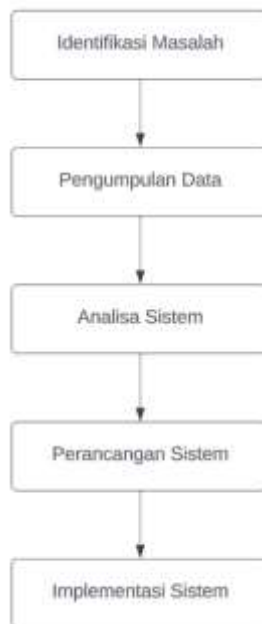 Identifikasi Masalah
Pengumpulan Data
Analisa Sistem
Perancangan Sistem
Implementasi Sistem